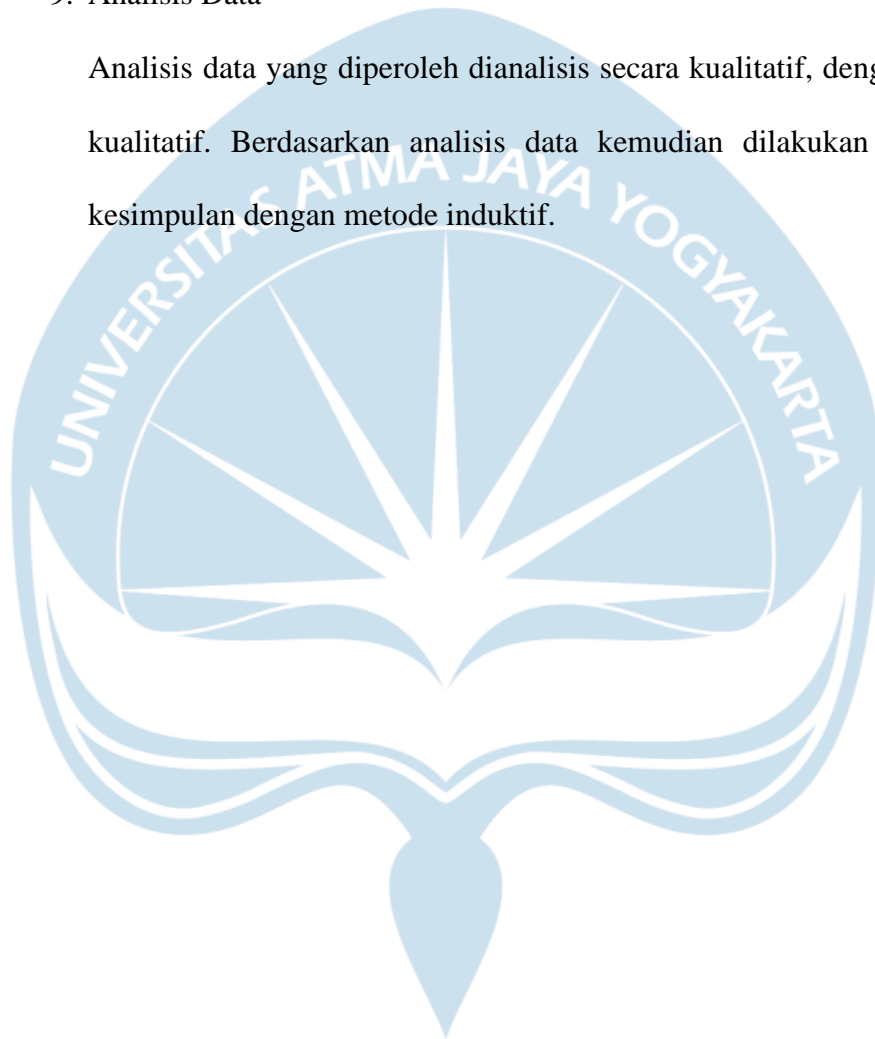 9. Analisis Data
Analisis data yang diperoleh dianalisis secara kualitatif,
kualitatif. Berdasarkan analisis data kemudian dilakukan
kesimpulan dengan metode induktif.
UNIVERSITAS ATMA JAYA YOGYAKARTA